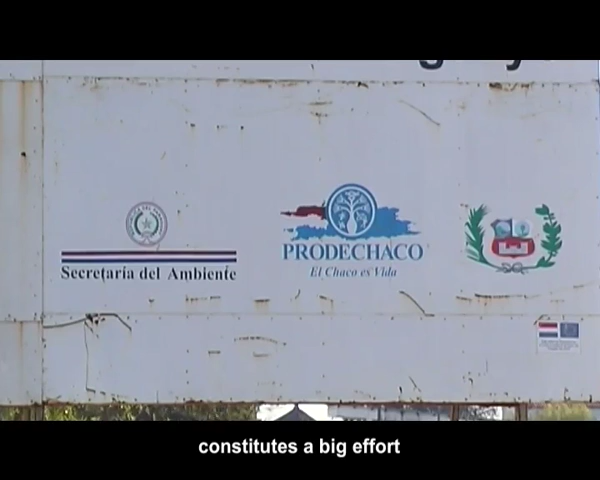 Secretaría del Ambiente
PRODECHACO
El Chaco es Vida
constitutes a big effort